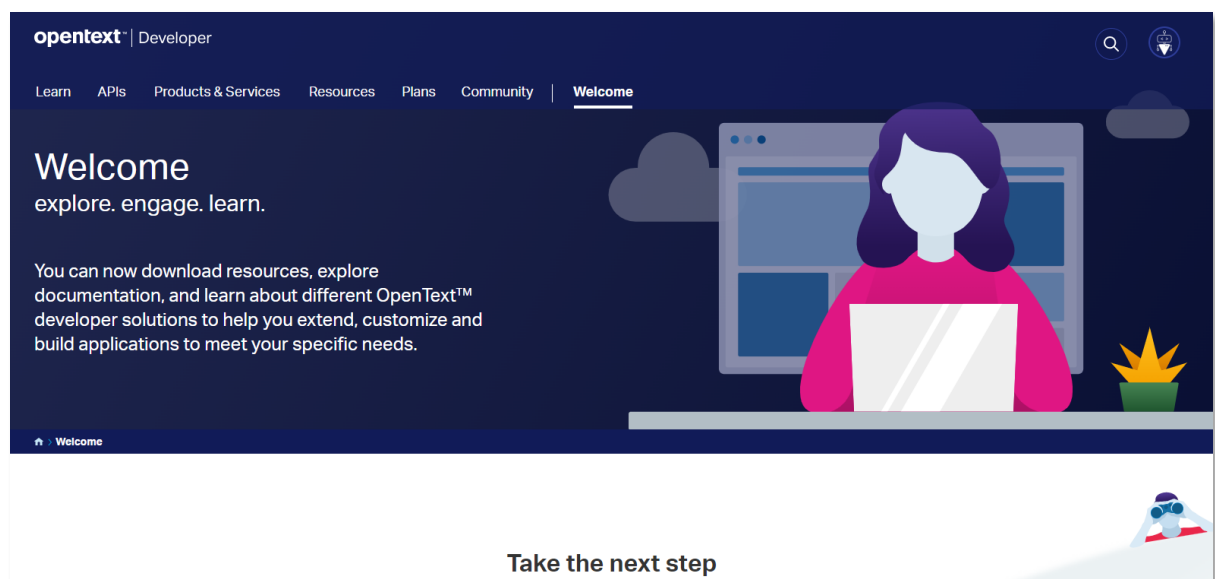 opentext™ | Developer
Learn APIs Products & Services Resources Plans Community | Welcome
Welcome
explore. engage. learn.
You can now download resources, explore
documentation, and learn about different OpenText™
developer solutions to help you extend, customize and
build applications to meet your specific needs.
> Welcome
Take the next step